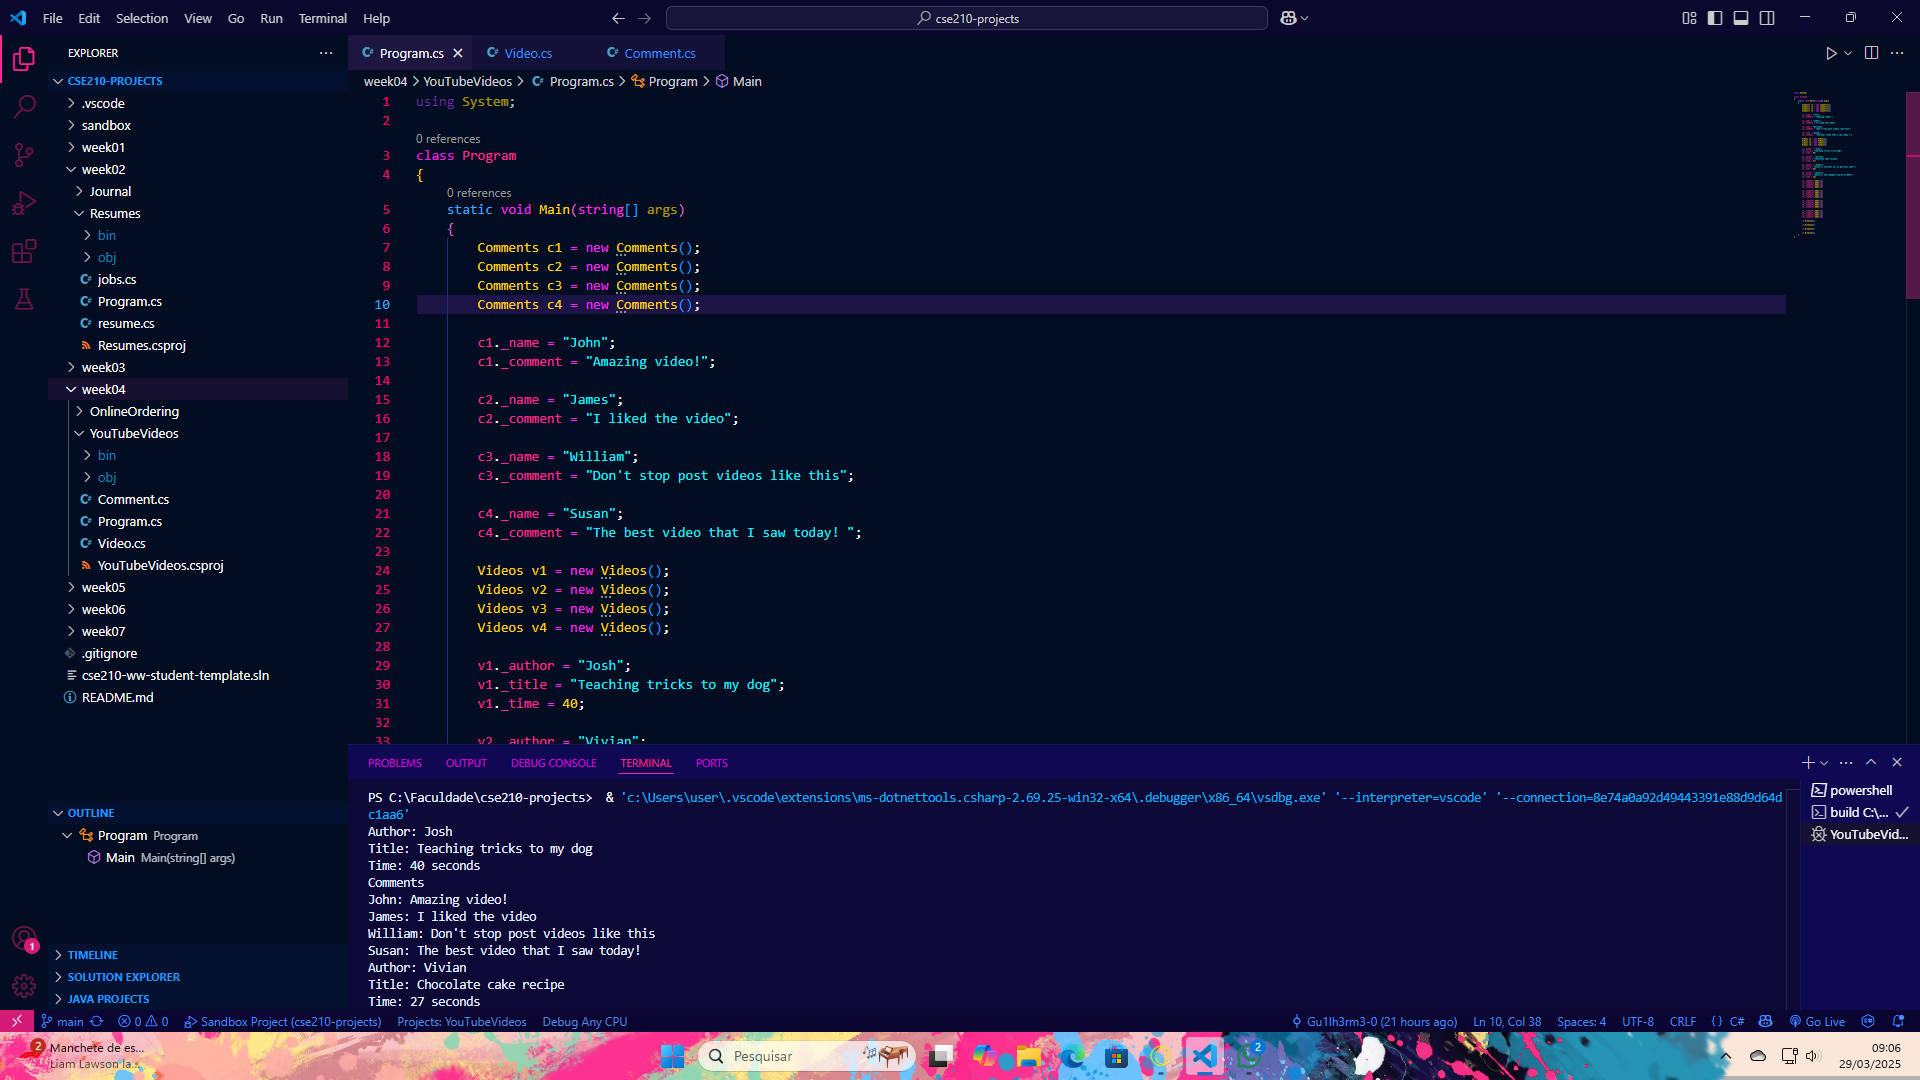 File Edit Selection View Go Run Terminal Help
cse210-projects
EXPLORER
CSE210-PROJECTS
.vscode
sandbox
week01
week02
Journal
Resumes
bin
obj
jobs.cs
Program.cs
resume.cs
Resumes.csproj
week03
week04
OnlineOrdering
YouTubeVideos
bin
obj
Comment.cs
Program.cs
Video.cs
YouTubeVideos.csproj
week05
week06
week07
.gitignore
cse210-ww-student-template.sln
README.md
OUTLINE
Program Program
Main Main(string[] args)
TIMELINE
SOLUTION EXPLORER
JAVA PROJECTS
1
Program.cs Video.cs Comment.cs
week04 > YouTubeVideos > Program.cs > Program > Main
1 using System;
2
0 references
3 class Program
4 {
0 references
5 static void Main(string[] args)
6 {
7 Comments c1 = new Comments();
8 Comments c2 = new Comments();
9 Comments c3 = new Comments();
10 Comments c4 = new Comments();
11
12 c1._name = "John";
13 c1._comment = "Amazing video!";
14
15 c2._name = "James";
16 c2._comment = "I liked the video";
17
18 c3._name = "William";
19 c3._comment = "Don't stop post videos like this";
20
21 c4._name = "Susan";
22 c4._comment = "The best video that I saw today! ";
23
24 Videos v1 = new Videos();
25 Videos v2 = new Videos();
26 Videos v3 = new Videos();
27 Videos v4 = new Videos();
28
29 v1._author = "Josh";
30 v1._title = "Teaching tricks to my dog";
31 v1._time = 40;
32
33 v2._author = "Vivian";
PROBLEMS OUTPUT DEBUG CONSOLE TERMINAL PORTS
PS C:\Faculdade\cse210-projects> & 'c:\Users\user\.vscode\extensions\ms-dotnettools.csharp-2.69.25-win32-x64\.debugger\x86_64\vsdbg.exe' '--interpreter=vscode' '--connection=8e74a0a92d49443391e88d9d64d
c1aa6'
Author: Josh
Title: Teaching tricks to my dog
Time: 40 seconds
Comments
John: Amazing video!
James: I liked the video
William: Don't stop post videos like this
Susan: The best video that I saw today!
Author: Vivian
Title: Chocolate cake recipe
Time: 27 seconds
powershell
build C:\...
YouTubeVid...
main 0 0 Sandbox Project (cse210-projects) Projects: YouTubeVideos Debug Any CPU
Gu1lh3rm3-0 (21 hours ago) Ln 10, Col 38 Spaces: 4 UTF-8 CRLF {} C# Go Live
2
Manchete de es...
Liam Lawson la...
Pesquisar
2
09:06
29/03/2025